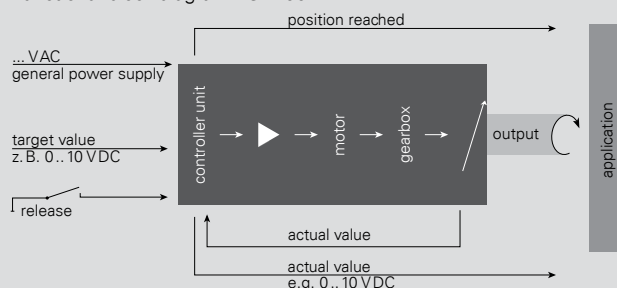 position reached
... VAC
general power supply
target value
z. B. 0 .. 10 VDC
release
controller unit
motor
gearbox
output
application
actual value
actual value
e.g. 0 .. 10 VDC